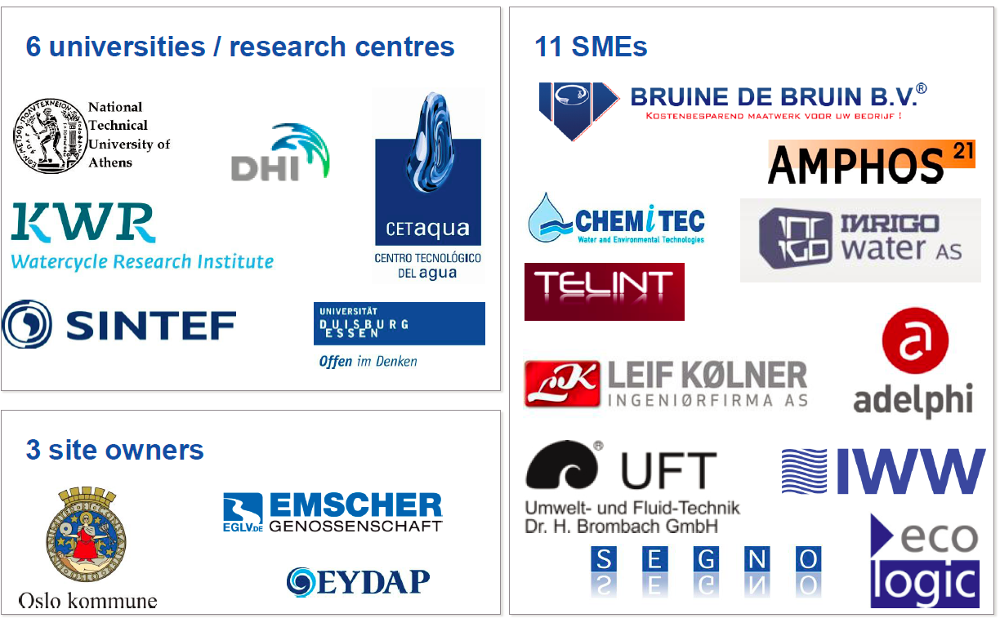 6 universities / research centres
National
Technical
University of
Athens
DHI
CETaqua
CENTRO TECNOLÓGICO
DEL agua
KWR
Watercycle Research Institute
SINTEF
UNIVERSITÄT
DUISBURG
ESSEN
Offen im Denken
3 site owners
Oslo kommune
EGLV.DE
EMSCHER
GENOSSENSCHAFT
EYDAP
11 SMEs
BRUINE DE BRUIN B.V.®
KOSTENBESPAREND MAATWERK VOOR UW BEDRIJF !
AMPHOS 21
CHEMiTEC
Water and Environmental Technologies
INRIGO
water AS
TELINT
LK
LEIF KØLNER
INGENIØRFIRMA AS
a
adelphi
® UFT
Umwelt- und Fluid-Technik
Dr. H. Brombach GmbH
IWW
SEGNO
eco
logic